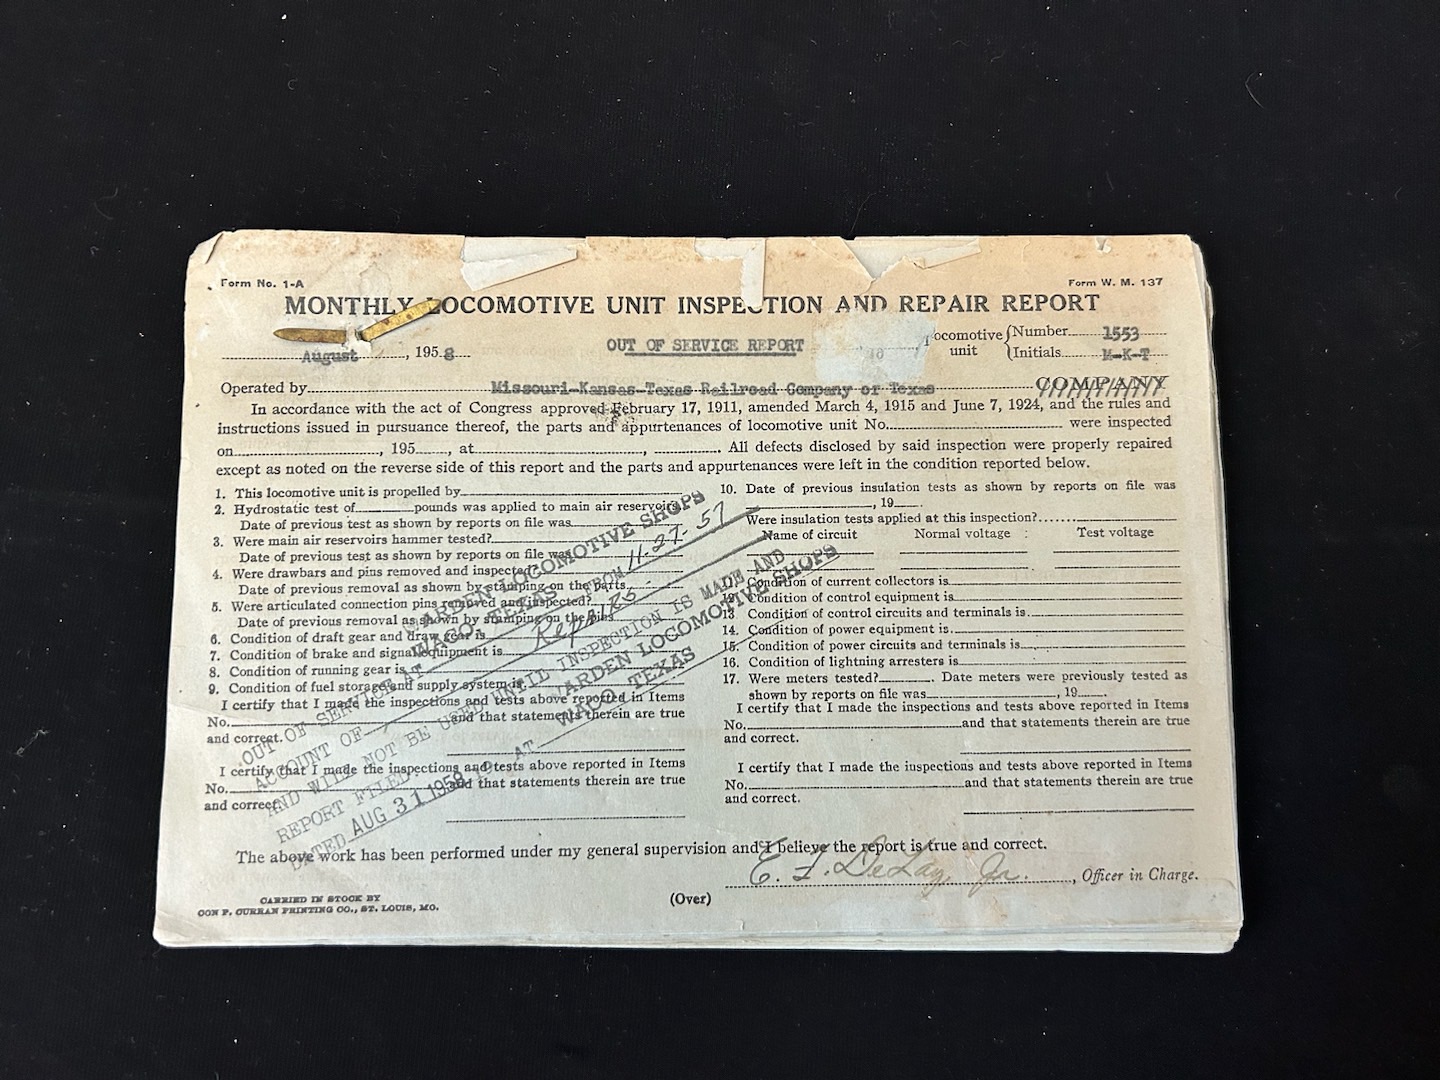 Form No. 1-A
Form W. M. 137
MONTHLY LOCOMOTIVE UNIT INSPECTION AND REPAIR REPORT
August, 1958
OUT OF SERVICE REPORT
Locomotive unit
Number 1553
Initials M-K-T
Operated by Missouri-Kansas-Texas Railroad Company of Texas COMPANY
In accordance with the act of Congress approved February 17, 1911, amended March 4, 1915 and June 7, 1924, and the rules and
instructions issued in pursuance thereof, the parts and appurtenances of locomotive unit No. were inspected
on, 195, at, . All defects disclosed by said inspection were properly repaired
except as noted on the reverse side of this report and the parts and appurtenances were left in the condition reported below.
1. This locomotive unit is propelled by
2. Hydrostatic test of pounds was applied to main air reservoirs.
Date of previous test as shown by reports on file was
3. Were main air reservoirs hammer tested?
Date of previous test as shown by reports on file was
4. Were drawbars and pins removed and inspected?
Date of previous removal as shown by stamping on the parts
5. Were articulated connection pins removed and inspected?
Date of previous removal as shown by stamping on the pins
6. Condition of draft gear and draw gear is
7. Condition of brake and signal equipment is
8. Condition of running gear is
9. Condition of fuel storage and supply system is
I certify that I made the inspections and tests above reported in Items
No. and that statements therein are true
and correct.
I certify that I made the inspections and tests above reported in Items
No. and that statements therein are true
and correct.
10. Date of previous insulation tests as shown by reports on file was
, 19.
Were insulation tests applied at this inspection?
Name of circuit Normal voltage : Test voltage
11. Condition of current collectors is
12. Condition of control equipment is
13. Condition of control circuits and terminals is
14. Condition of power equipment is
15. Condition of power circuits and terminals is
16. Condition of lightning arresters is
17. Were meters tested? Date meters were previously tested as
shown by reports on file was, 19.
I certify that I made the inspections and tests above reported in Items
No. and that statements therein are true
and correct.
I certify that I made the inspections and tests above reported in Items
No. and that statements therein are true
and correct.
WARDEN LOCOMOTIVE SHOPS
OUT OF SERVICE AT WACO TEXAS FROM 11-27-57
ACCOUNT OF Repairs
AND WILL NOT BE USED UNTIL INSPECTION IS MADE AND
REPORT FILED. WARDEN LOCOMOTIVE SHOPS
DATED AUG 31 1958 19 AT WACO TEXAS
The above work has been performed under my general supervision and I believe the report is true and correct.
E. F. DeLay, Jr., Officer in Charge.
CARRIED IN STOCK BY
CON P. CURRAN PRINTING CO., ST. LOUIS, MO.
(Over)